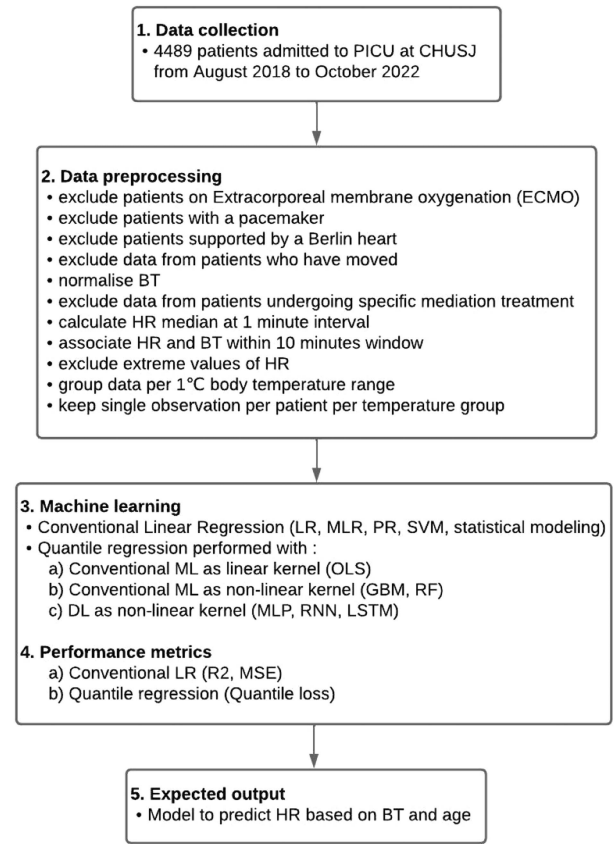 1. Data collection
• 4489 patients admitted to PICU at CHUSJ
from August 2018 to October 2022
2. Data preprocessing
• exclude patients on Extracorporeal membrane oxygenation (ECMO)
• exclude patients with a pacemaker
• exclude patients supported by a Berlin heart
• exclude data from patients who have moved
• normalise BT
• exclude data from patients undergoing specific mediation treatment
• calculate HR median at 1 minute interval
• associate HR and BT within 10 minutes window
• exclude extreme values of HR
• group data per 1℃ body temperature range
• keep single observation per patient per temperature group
3. Machine learning
• Conventional Linear Regression (LR, MLR, PR, SVM, statistical modeling)
• Quantile regression performed with :
a) Conventional ML as linear kernel (OLS)
b) Conventional ML as non-linear kernel (GBM, RF)
c) DL as non-linear kernel (MLP, RNN, LSTM)
4. Performance metrics
a) Conventional LR (R2, MSE)
b) Quantile regression (Quantile loss)
5. Expected output
• Model to predict HR based on BT and age